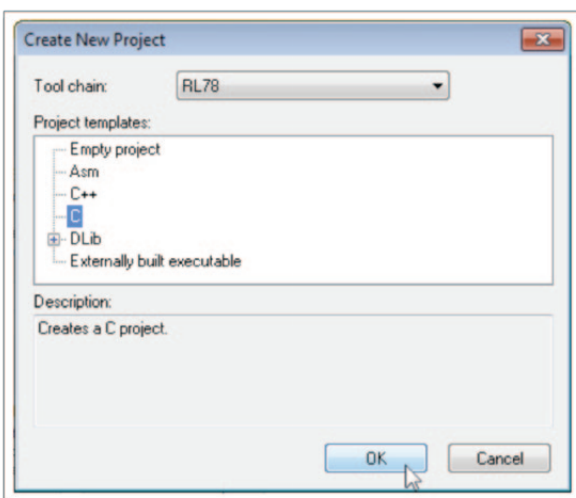 Create New Project
Tool chain: RL78
Project templates:
Empty project
Asm
C++
C
DLib
Externally built executable
Description:
Creates a C project.
OK Cancel